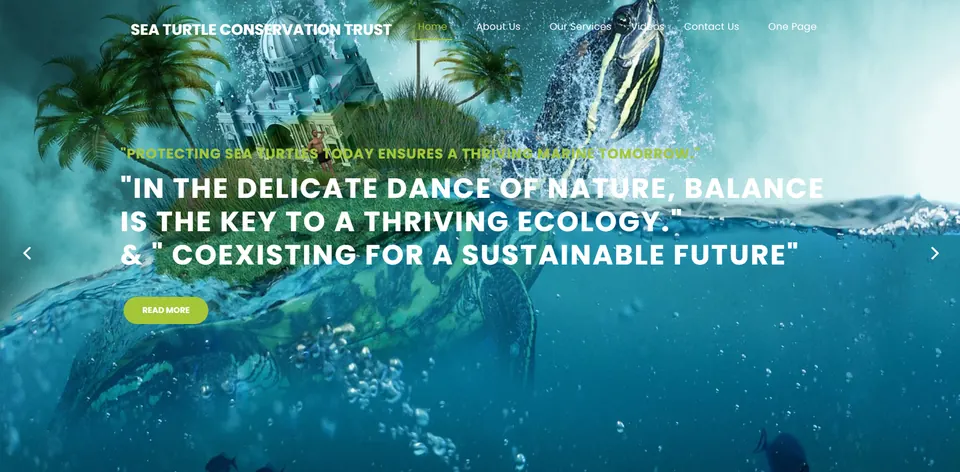 SEA TURTLE CONSERVATION TRUST
Home
About Us
Our Services
Videos
Contact Us
One Page
"PROTECTING SEA TURTLES TODAY ENSURES A THRIVING MARINE TOMORROW."
"IN THE DELICATE DANCE OF NATURE, BALANCE
IS THE KEY TO A THRIVING ECOLOGY."
& " COEXISTING FOR A SUSTAINABLE FUTURE"
READ MORE